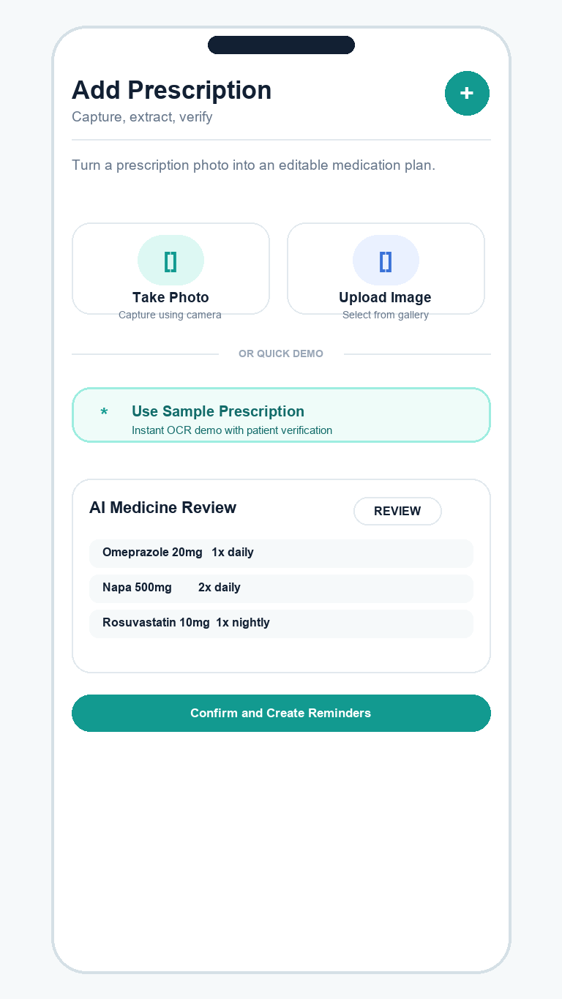 Add Prescription
+
Capture, extract, verify
Turn a prescription photo into an editable medication plan.
[] []
Take Photo Upload Image
Capture using camera Select from gallery
OR QUICK DEMO
* Use Sample Prescription
Instant OCR demo with patient verification
AI Medicine Review REVIEW
Omeprazole 20mg 1x daily
Napa 500mg 2x daily
Rosuvastatin 10mg 1x nightly
Confirm and Create Reminders